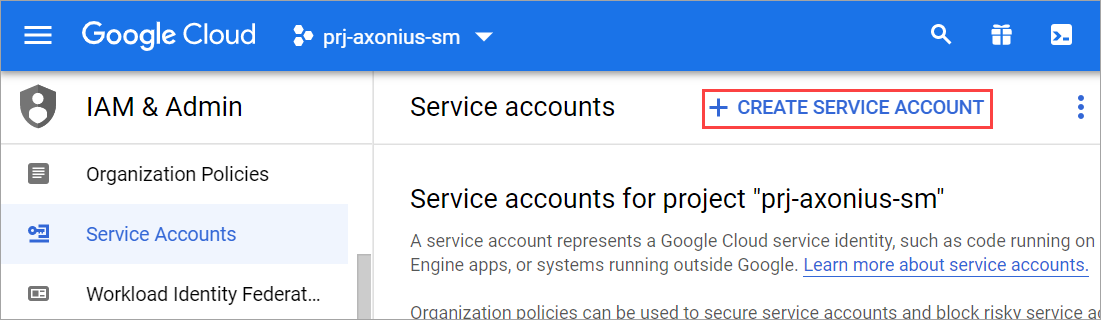 Google Cloud prj-axonius-sm
IAM & Admin
Service accounts + CREATE SERVICE ACCOUNT
Organization Policies
Service Accounts
Workload Identity Federat...
Service accounts for project "prj-axonius-sm"
A service account represents a Google Cloud service identity, such as code running on
Engine apps, or systems running outside Google. Learn more about service accounts.
Organization policies can be used to secure service accounts and block risky service